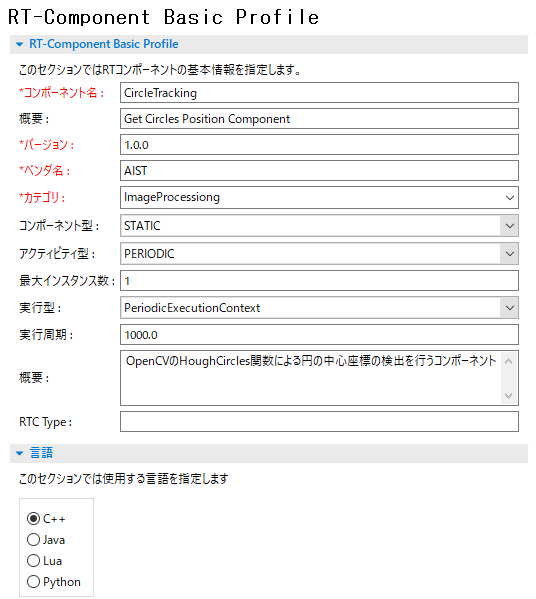 RT-Component Basic Profile
RT-Component Basic Profile
このセクションではRTコンポーネントの基本情報を指定します。
*コンポーネント名 : CircleTracking
概要 : Get Circles Position Component
*バージョン : 1.0.0
*ベンダ名 : AIST
*カテゴリ : ImageProcessiong
コンポーネント型 : STATIC
アクティビティ型 : PERIODIC
最大インスタンス数 : 1
実行型 : PeriodicExecutionContext
実行周期 : 1000.0
概要 : OpenCVのHoughCircles関数による円の中心座標の検出を行うコンポーネント
RTC Type :
言語
このセクションでは使用する言語を指定します
C++
Java
Lua
Python